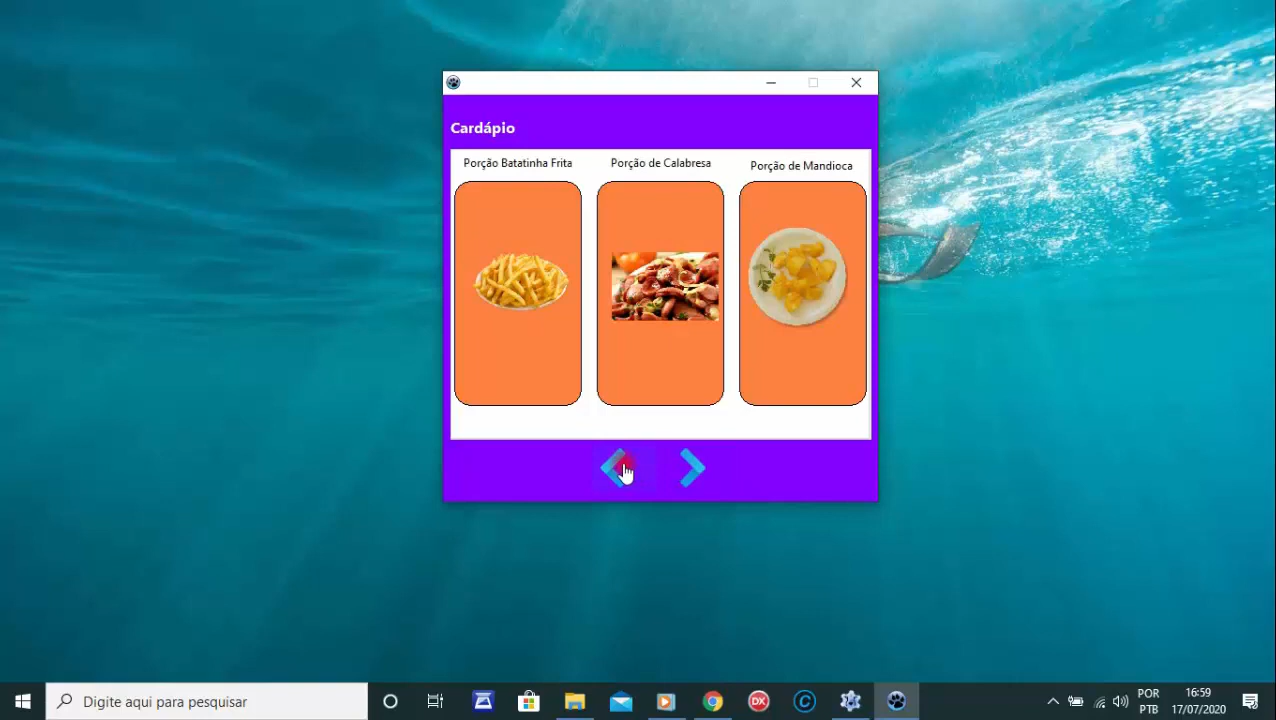 Cardápio
Porção Batatinha Frita
Porção de Calabresa
Porção de Mandioca
Digite aqui para pesquisar
DX
C
POR
PTB
16:59
17/07/2020